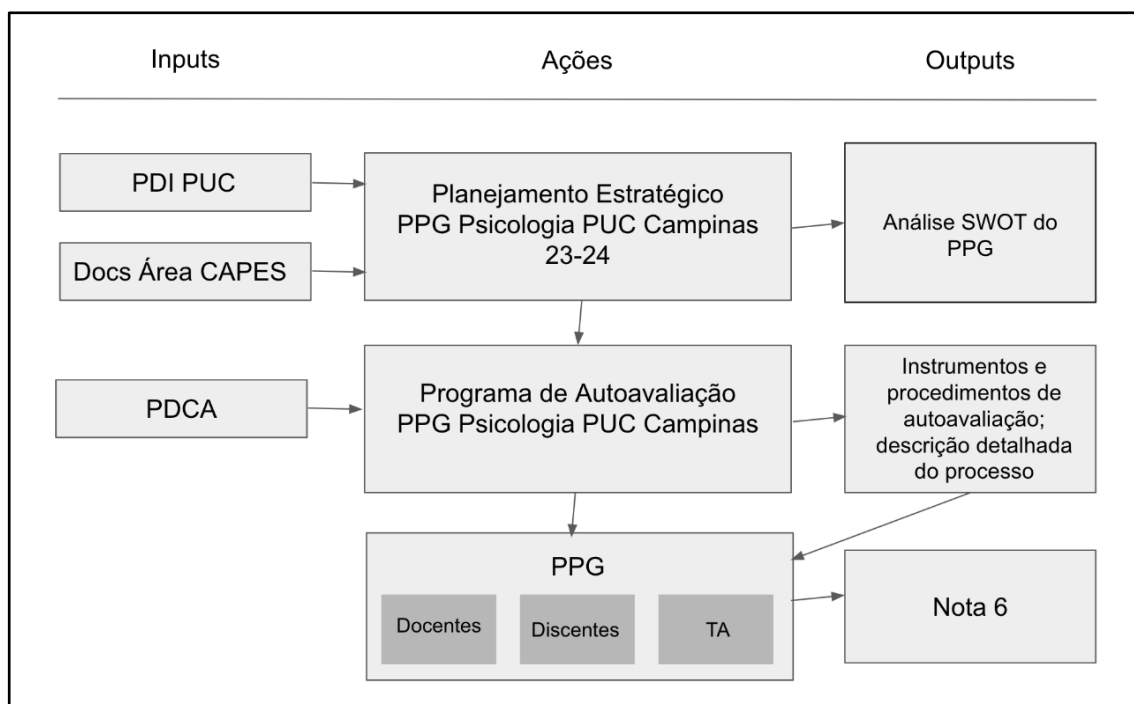 Inputs
Ações
Outputs
PDI PUC
Docs Área CAPES
Planejamento Estratégico
PPG Psicologia PUC Campinas
23-24
Análise SWOT do
PPG
PDCA
Programa de Autoavaliação
PPG Psicologia PUC Campinas
Instrumentos e
procedimentos de
autoavaliação;
descrição detalhada
do processo
PPG
Docentes
Discentes
TA
Nota 6